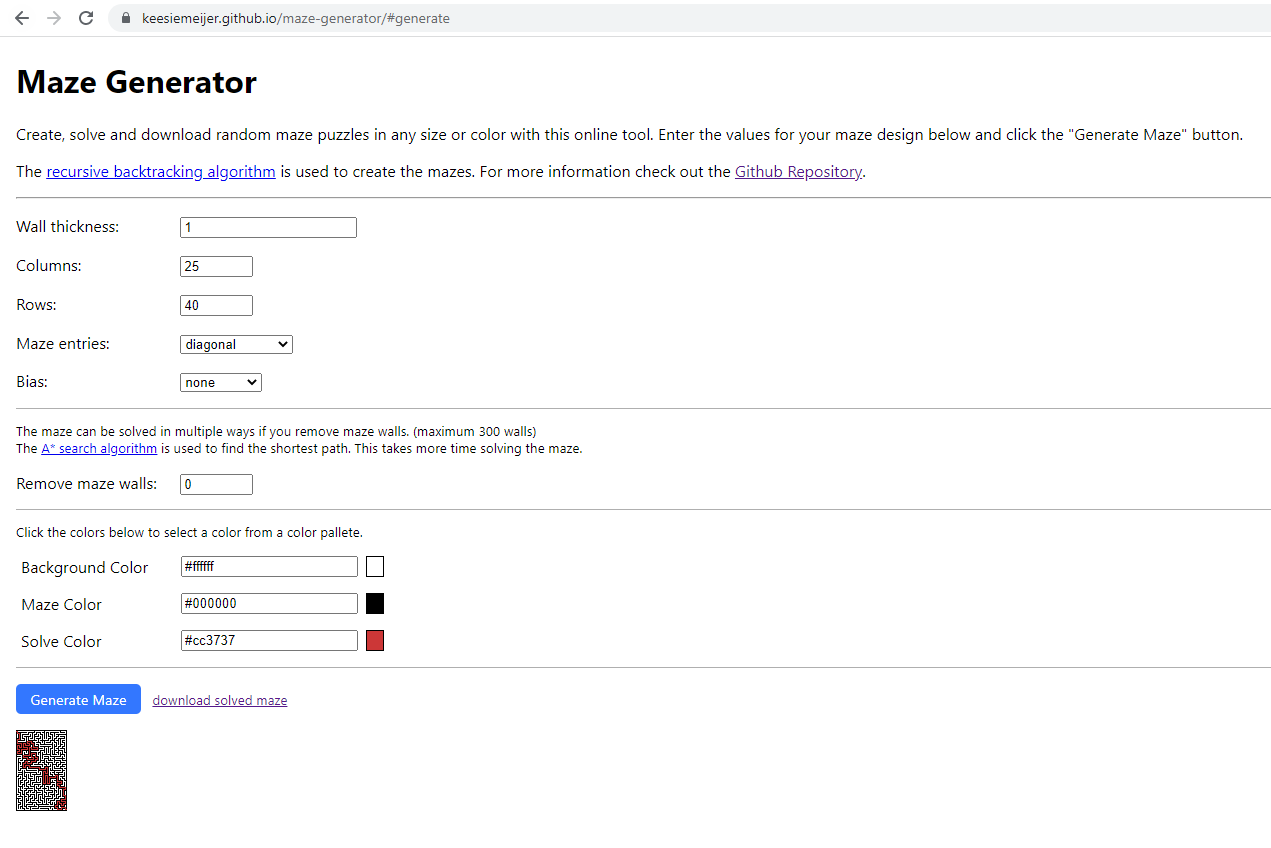 keesiemeijer.github.io/maze-generator/#generate
Maze Generator
Create, solve and download random maze puzzles in any size or color with this online tool. Enter the values for your maze design below and click the "Generate Maze" button.
The recursive backtracking algorithm is used to create the mazes. For more information check out the Github Repository.
Wall thickness: 1
Columns: 25
Rows: 40
Maze entries: diagonal
Bias: none
The maze can be solved in multiple ways if you remove maze walls. (maximum 300 walls)
The A* search algorithm is used to find the shortest path. This takes more time solving the maze.
Remove maze walls: 0
Click the colors below to select a color from a color pallete.
Background Color #ffffff
Maze Color #000000
Solve Color #cc3737
Generate Maze download solved maze